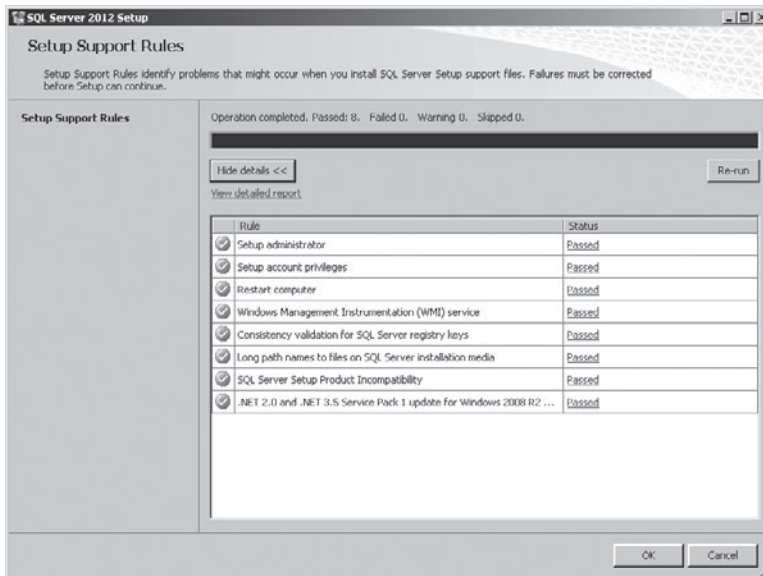 SQL Server 2012 Setup
Setup Support Rules
Setup Support Rules identify problems that might occur when you install SQL Server Setup support files. Failures must be corrected
before Setup can continue.
Setup Support Rules
Operation completed. Passed: 8. Failed 0. Warning 0. Skipped 0.
Hide details <<
Re-run
View detailed report
Rule Status
Setup administrator Passed
Setup account privileges Passed
Restart computer Passed
Windows Management Instrumentation (WMI) service Passed
Consistency validation for SQL Server registry keys Passed
Long path names to files on SQL Server installation media Passed
SQL Server Setup Product Incompatibility Passed
.NET 2.0 and .NET 3.5 Service Pack 1 update for Windows 2008 R2 ... Passed
OK Cancel